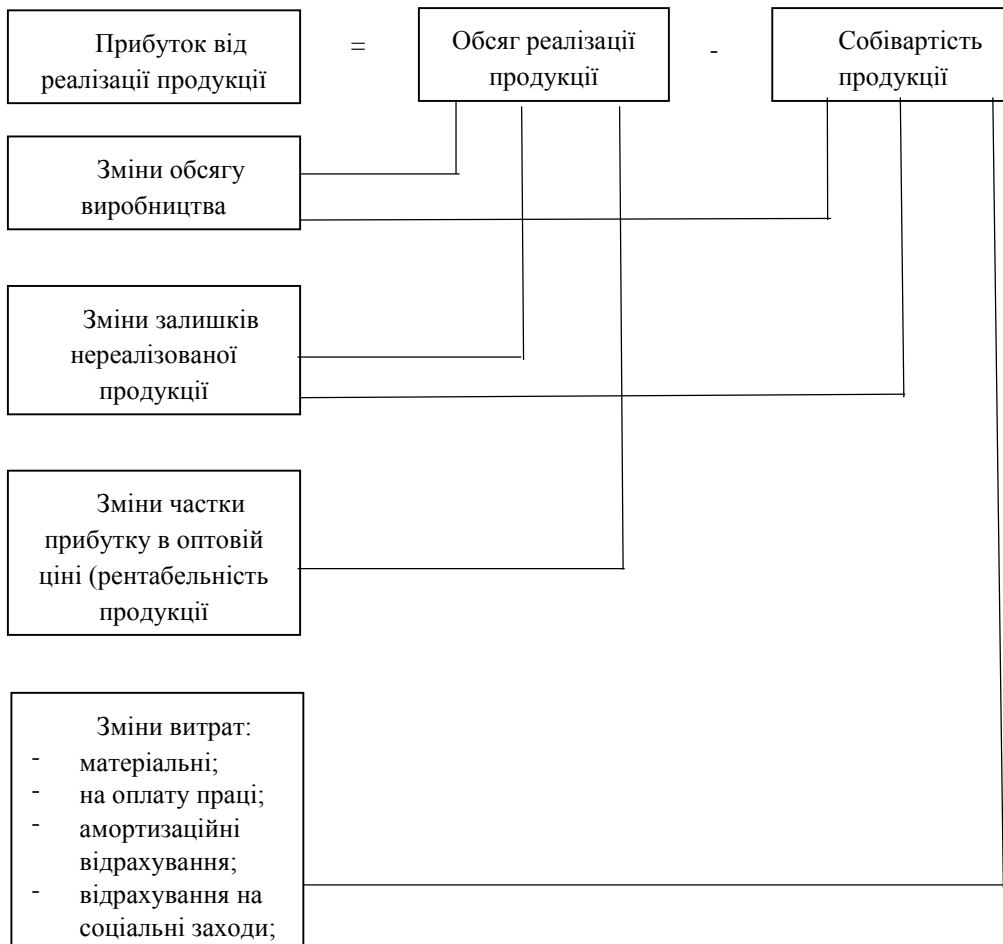 Прибуток від
реалізації продукції
=
Обсяг реалізації
продукції
-
Собівартість
продукції
Зміни обсягу
виробництва
Зміни залишків
нереалізованої
продукції
Зміни частки
прибутку в оптовій
ціні (рентабельність
продукції
Зміни витрат:
- матеріальні;
- на оплату праці;
- амортизаційні
відрахування;
- відрахування на
соціальні заходи;